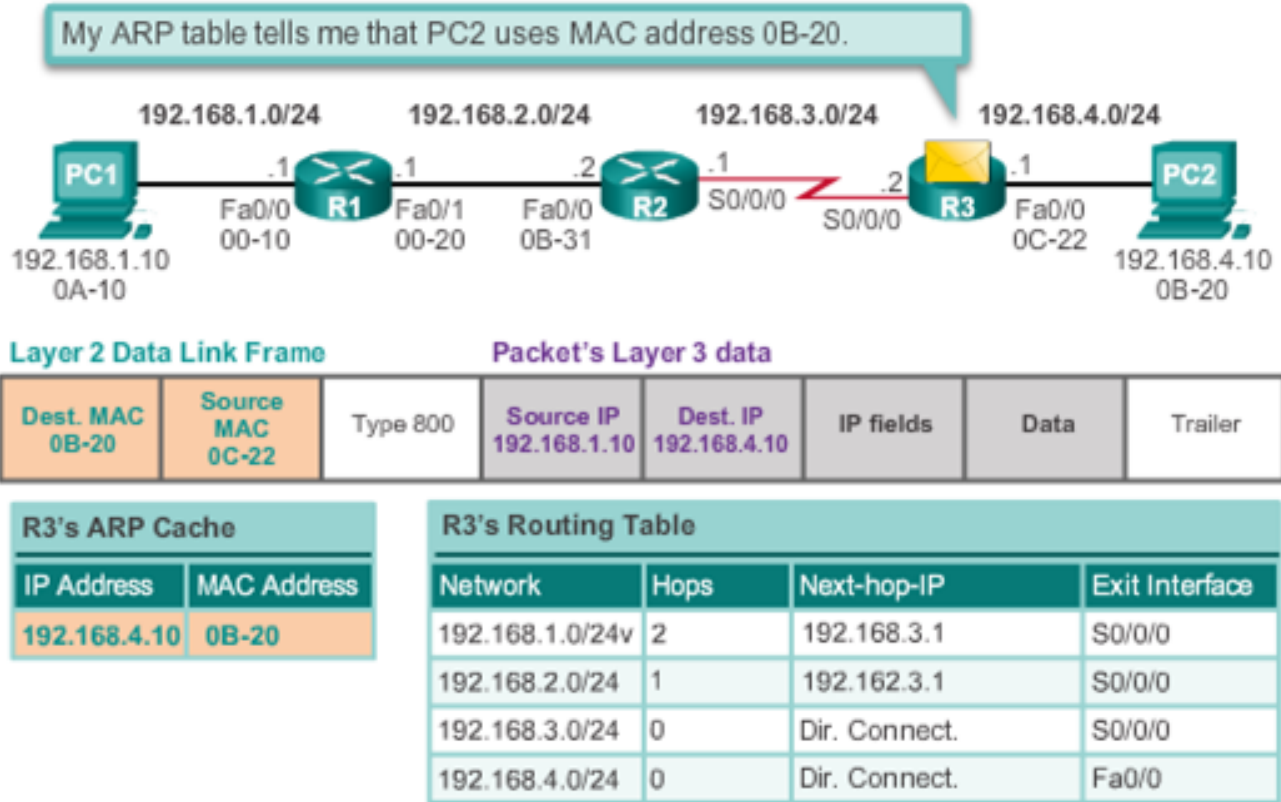 My ARP table tells me that PC2 uses MAC address 0B-20.
192.168.1.0/24 192.168.2.0/24 192.168.3.0/24 192.168.4.0/24
PC1 .1 R1 .1 .2 R2 .1 .2 R3 .1 PC2
Fa0/0 Fa0/1 Fa0/0 S0/0/0 S0/0/0 Fa0/0
00-10 00-20 0B-31 0C-22
192.168.1.10 192.168.4.10
0A-10 0B-20
Layer 2 Data Link Frame Packet's Layer 3 data
Dest. MAC
0B-20
Source
MAC
0C-22
Type 800
Source IP
192.168.1.10
Dest. IP
192.168.4.10
IP fields
Data
Trailer
R3's ARP Cache
IP Address MAC Address
192.168.4.10 0B-20
R3's Routing Table
Network Hops Next-hop-IP Exit Interface
192.168.1.0/24v 2 192.168.3.1 S0/0/0
192.168.2.0/24 1 192.162.3.1 S0/0/0
192.168.3.0/24 0 Dir. Connect. S0/0/0
192.168.4.0/24 0 Dir. Connect. Fa0/0